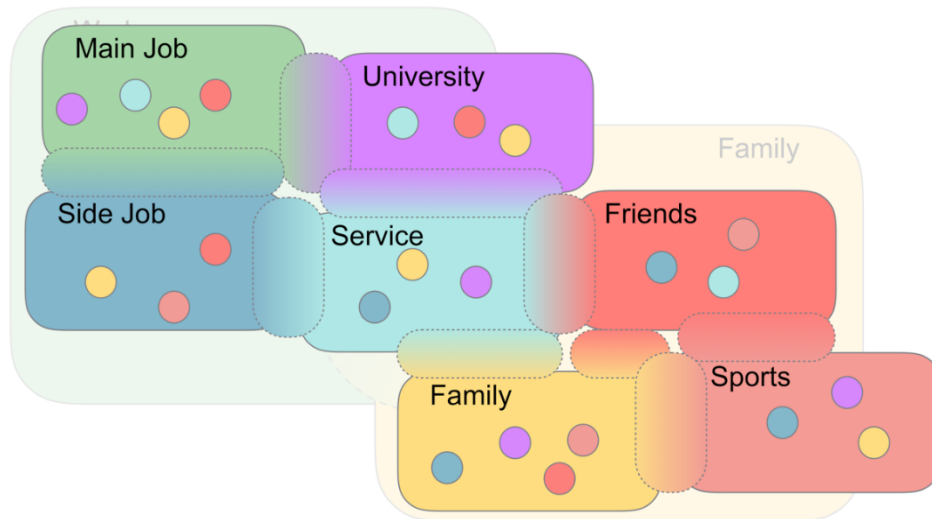 Main Job
University
Family
Side Job
Service
Friends
Family
Sports